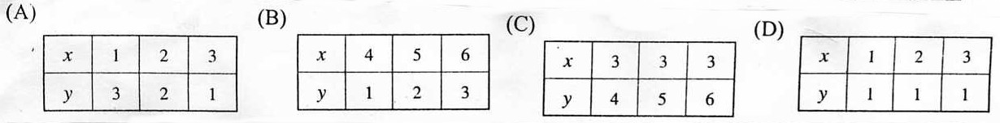 (A) (B) (C) (D)
x 1 2 3
y 3 2 1
x 4 5 6
y 1 2 3
x 3 3 3
y 4 5 6
x 1 2 3
y 1 1 1